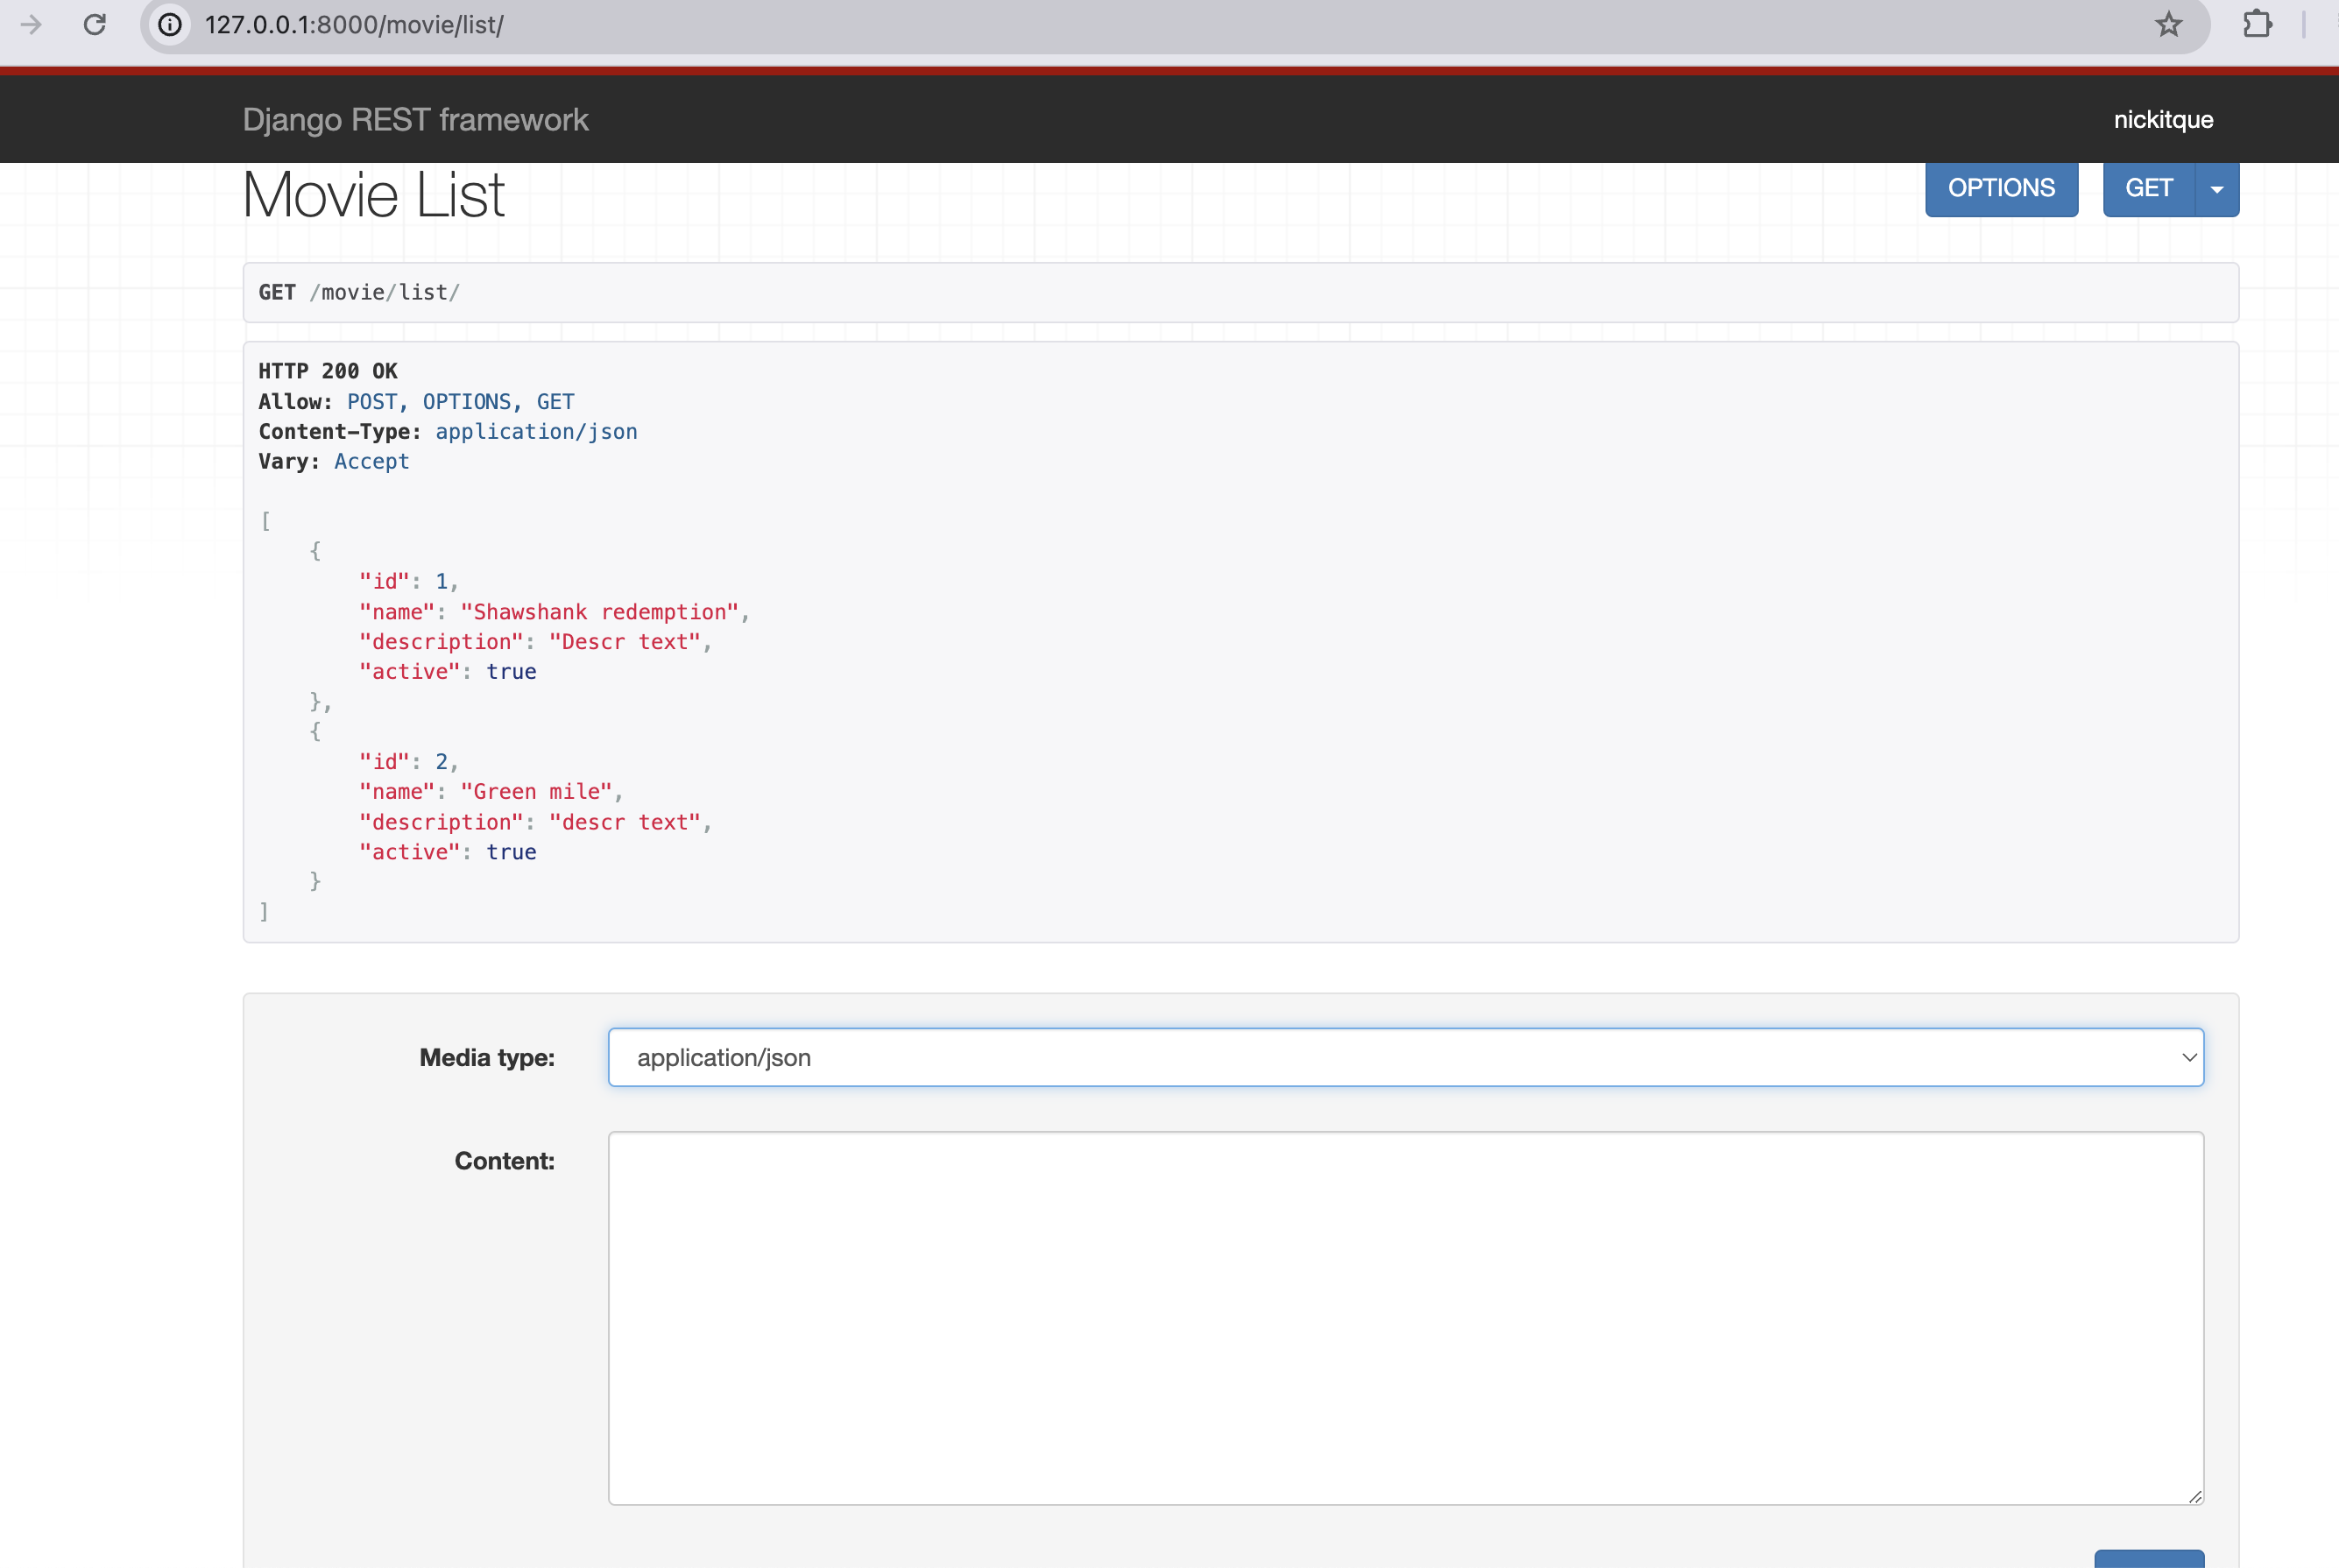 127.0.0.1:8000/movie/list/
Django REST framework
nickitque
Movie List
OPTIONS
GET
GET /movie/list/
HTTP 200 OK
Allow: POST, OPTIONS, GET
Content-Type: application/json
Vary: Accept
[
    {
        "id": 1,
        "name": "Shawshank redemption",
        "description": "Descr text",
        "active": true
    },
    {
        "id": 2,
        "name": "Green mile",
        "description": "descr text",
        "active": true
    }
]
Media type:
application/json
Content: